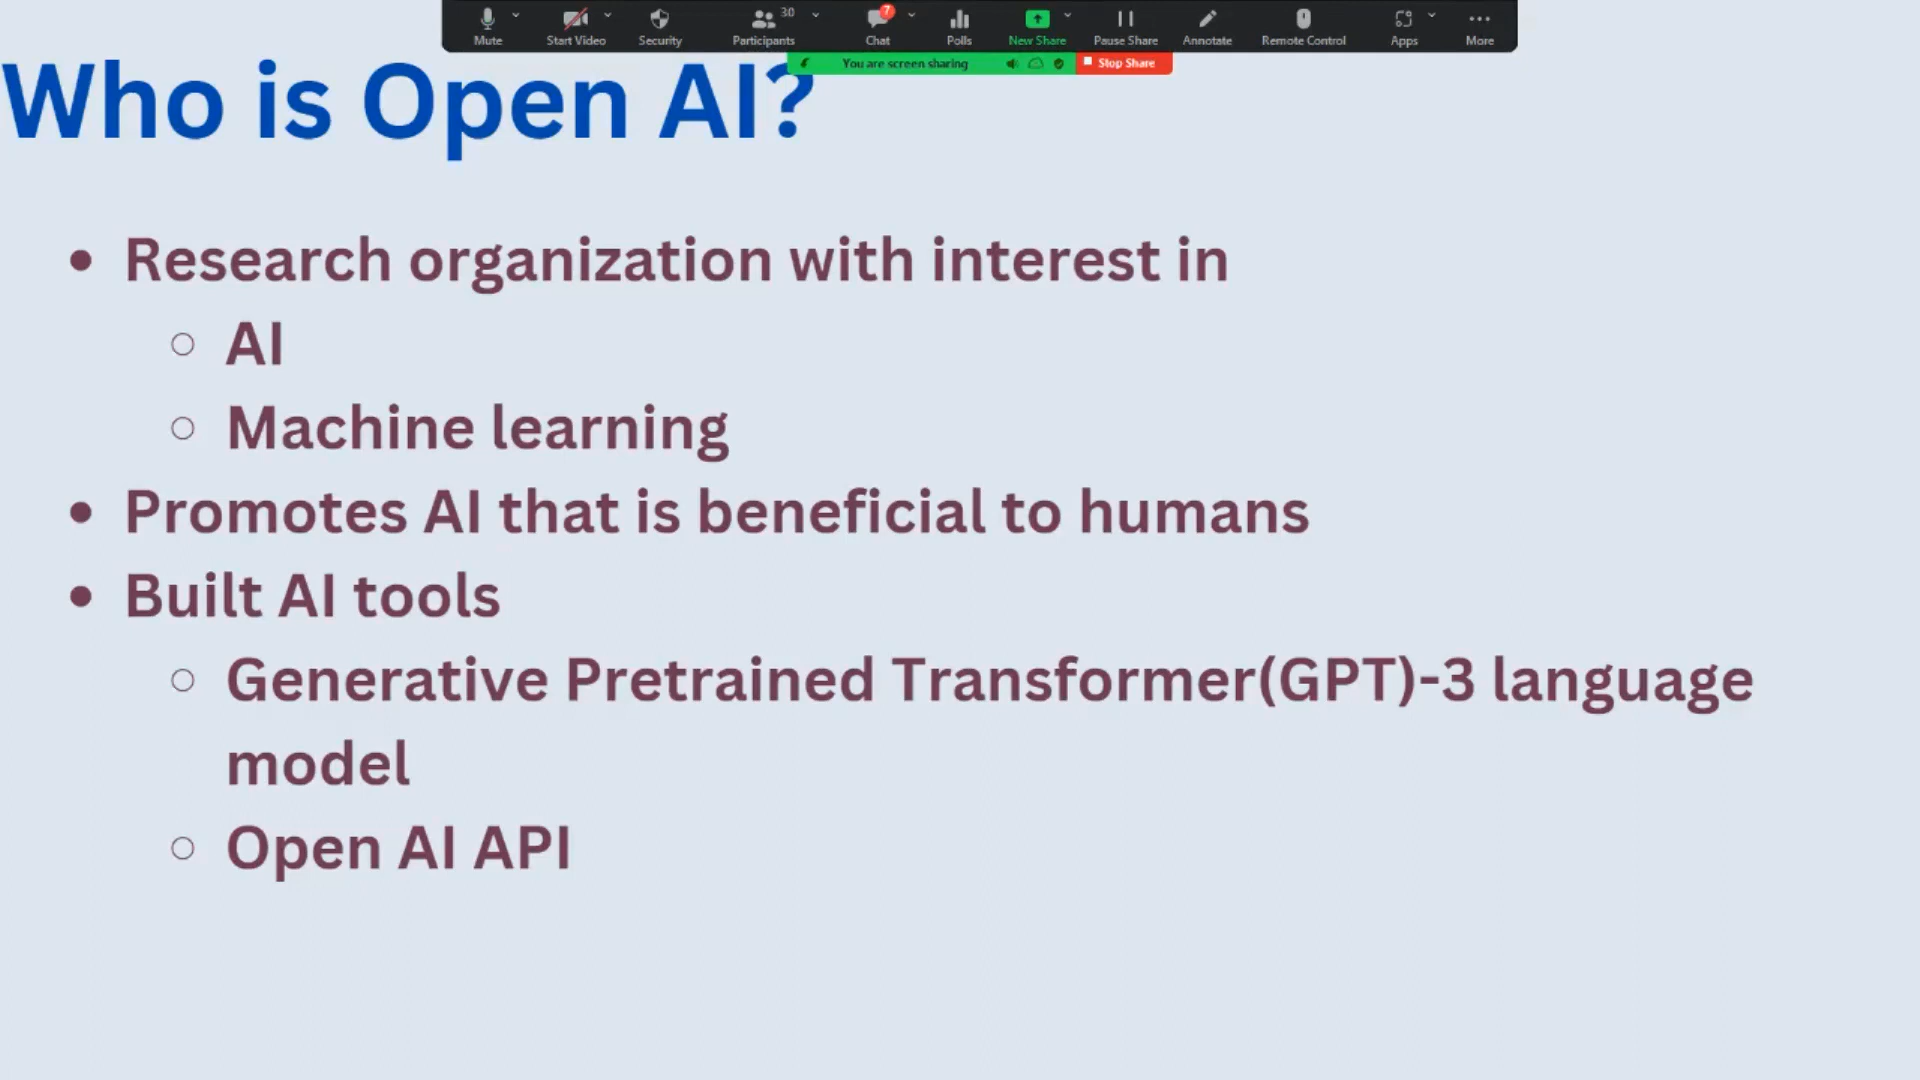 30
7
Mute Start Video Security Participants Chat Polls New Share Pause Share Annotate Remote Control Apps More
You are screen sharing Stop Share
Who is Open AI?
• Research organization with interest in
○ AI
○ Machine learning
• Promotes AI that is beneficial to humans
• Built AI tools
○ Generative Pretrained Transformer(GPT)-3 language
model
○ Open AI API